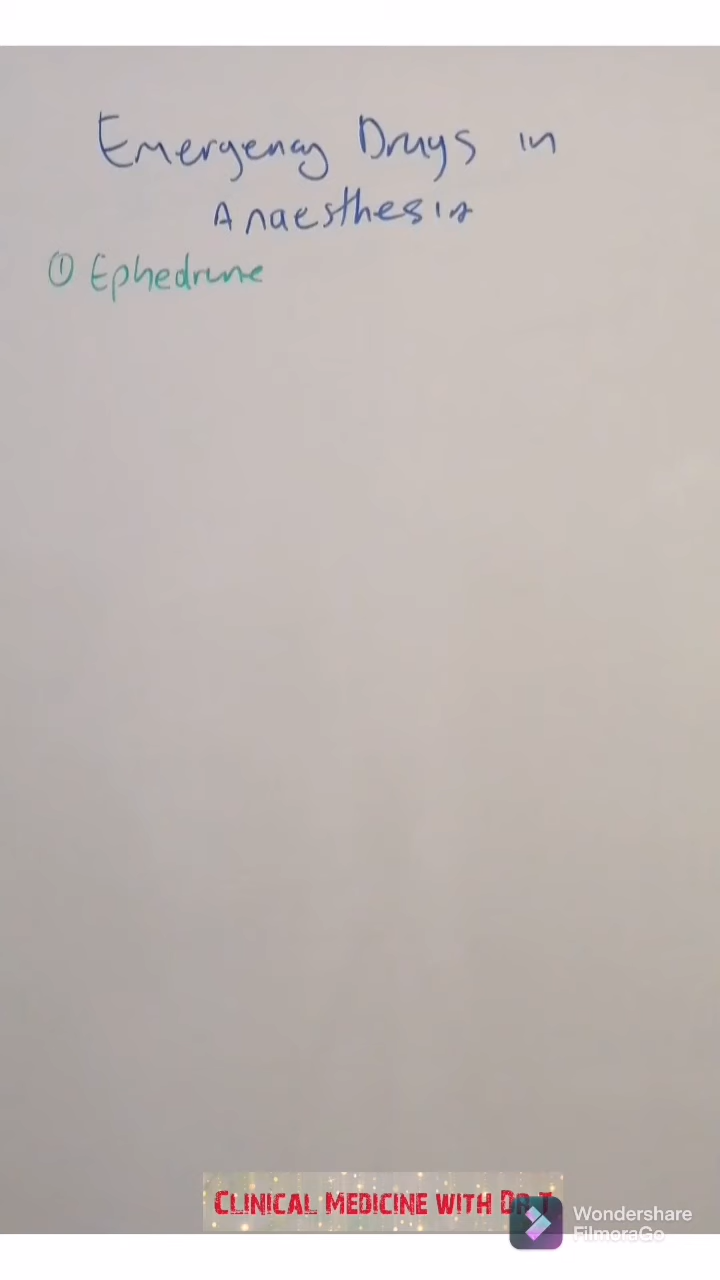 Emergency Drugs in
Anaesthesia
① Ephedrine
CLINICAL MEDICINE WITH DR T
Wondershare
FilmoraGo